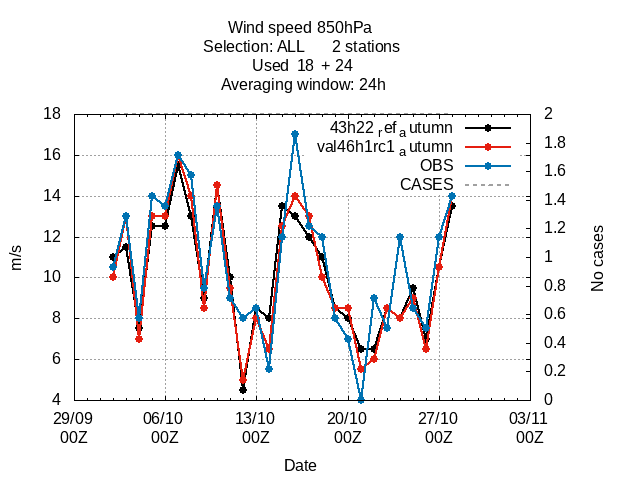 Wind speed 850hPa
Selection: ALL 2 stations
Used 18 + 24
Averaging window: 24h
18
16
14
12
10
8
6
4
m/s
2
1.8
1.6
1.4
1.2
1
0.8
0.6
0.4
0.2
0
No cases
43h22 ref a utumn
val46h1rc1 a utumn
OBS
CASES
29/09 06/10 13/10 20/10 27/10 03/11
00Z 00Z 00Z 00Z 00Z 00Z
Date